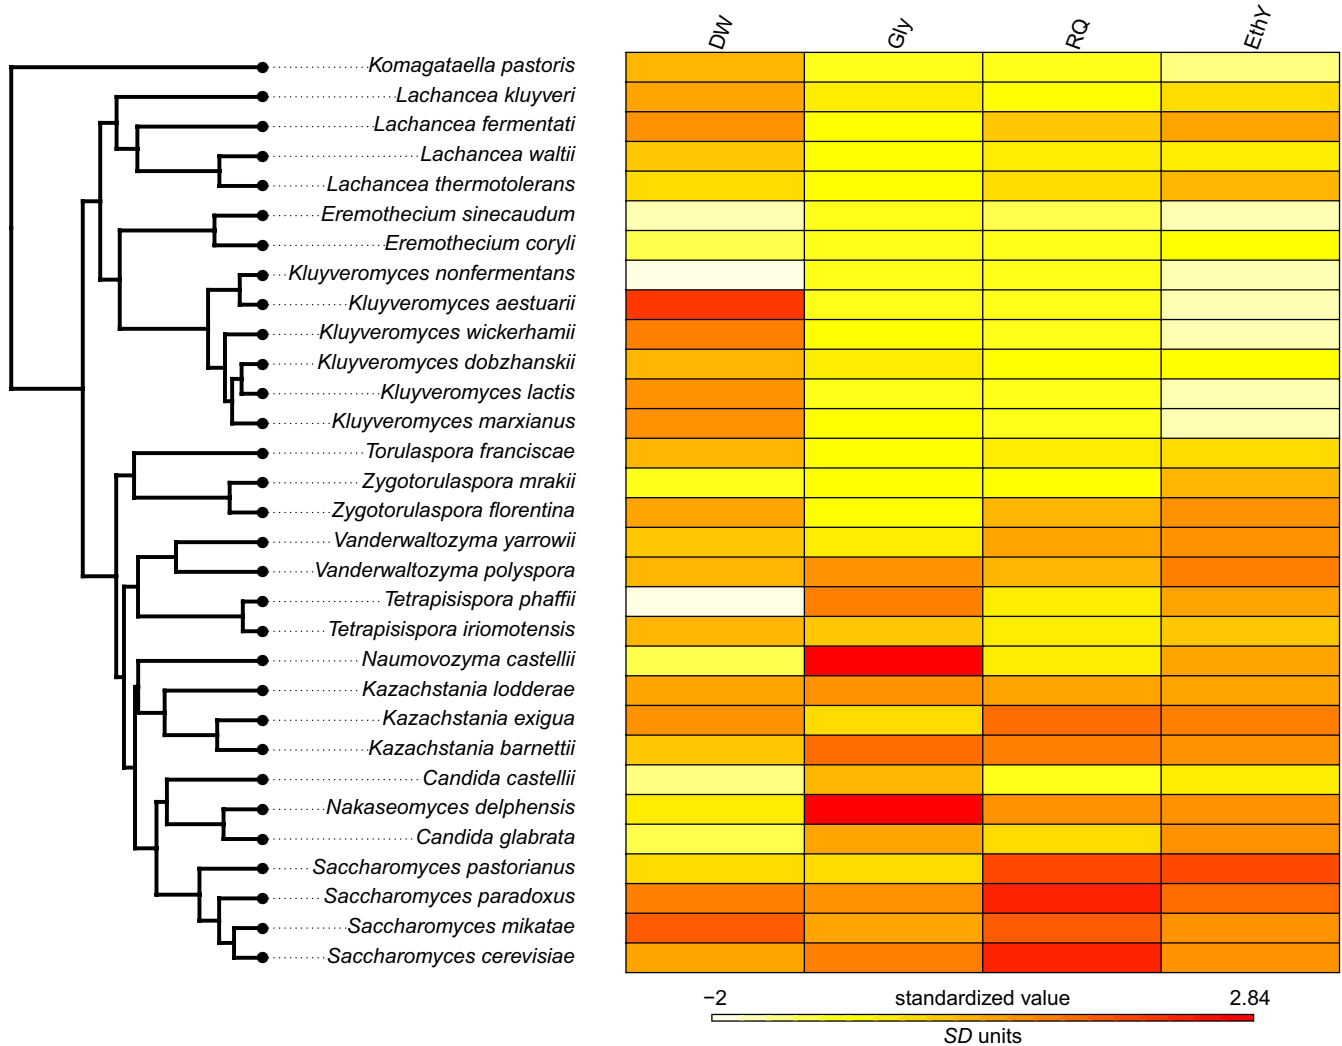 DW Gly RQ EthY
Komagataella pastoris
Lachancea kluyveri
Lachancea fermentati
Lachancea waltii
Lachancea thermotolerans
Eremothecium sinecaudum
Eremothecium coryli
Kluyveromyces nonfermentans
Kluyveromyces aestuarii
Kluyveromyces wickerhamii
Kluyveromyces dobzhanskii
Kluyveromyces lactis
Kluyveromyces marxianus
Torulaspora franciscae
Zygotorulaspora mrakii
Zygotorulaspora florentina
Vanderwaltozyma yarrowii
Vanderwaltozyma polyspora
Tetrapisispora phaffii
Tetrapisispora iriomotensis
Naumovozyma castellii
Kazachstania lodderae
Kazachstania exigua
Kazachstania barnettii
Candida castellii
Nakaseomyces delphensis
Candida glabrata
Saccharomyces pastorianus
Saccharomyces paradoxus
Saccharomyces mikatae
Saccharomyces cerevisiae
−2 standardized value 2.84
SD units